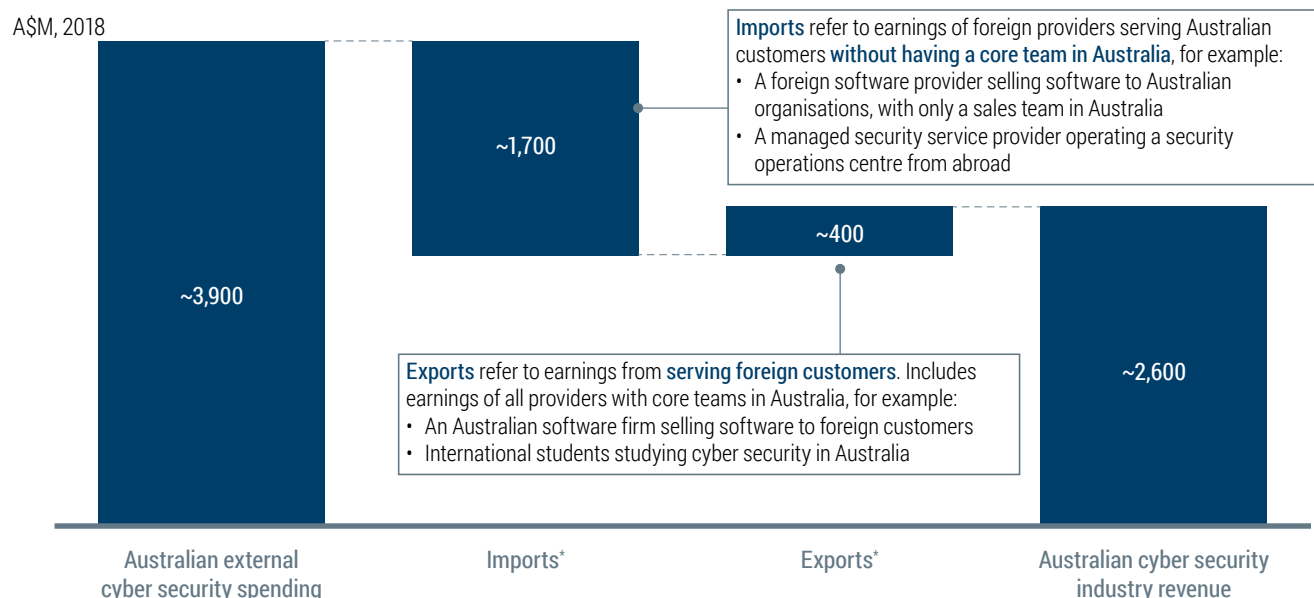 A$M, 2018
Imports refer to earnings of foreign providers serving Australian
customers without having a core team in Australia, for example:
• A foreign software provider selling software to Australian
organisations, with only a sales team in Australia
• A managed security service provider operating a security
operations centre from abroad
~1,700
~400
~3,900
Exports refer to earnings from serving foreign customers. Includes
earnings of all providers with core teams in Australia, for example:
• An Australian software firm selling software to foreign customers
• International students studying cyber security in Australia
~2,600
Australian external
cyber security spending
Imports*
Exports*
Australian cyber security
industry revenue